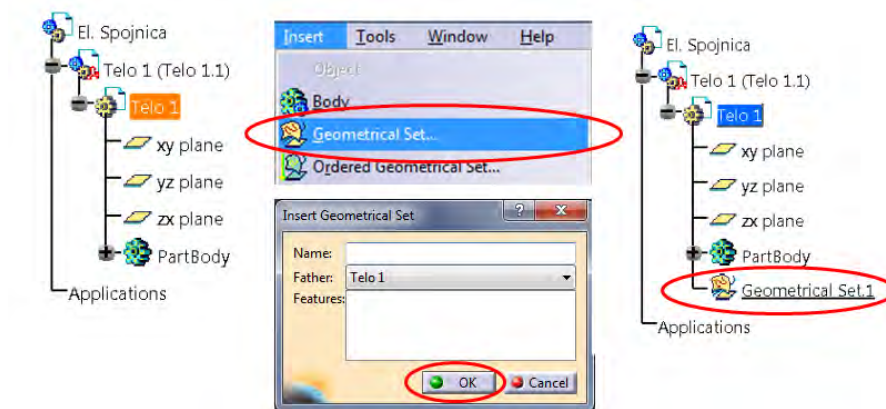 El. Spojnica
Telo 1 (Telo 1.1)
Telo 1
xy plane
yz plane
zx plane
PartBody
Applications
Insert Tools Window Help
Object
Body
Geometrical Set...
Ordered Geometrical Set...
Insert Geometrical Set
Name:
Father: Telo 1
Features:
OK Cancel
El. Spojnica
Telo 1 (Telo 1.1)
Telo 1
xy plane
yz plane
zx plane
PartBody
Geometrical Set.1
Applications